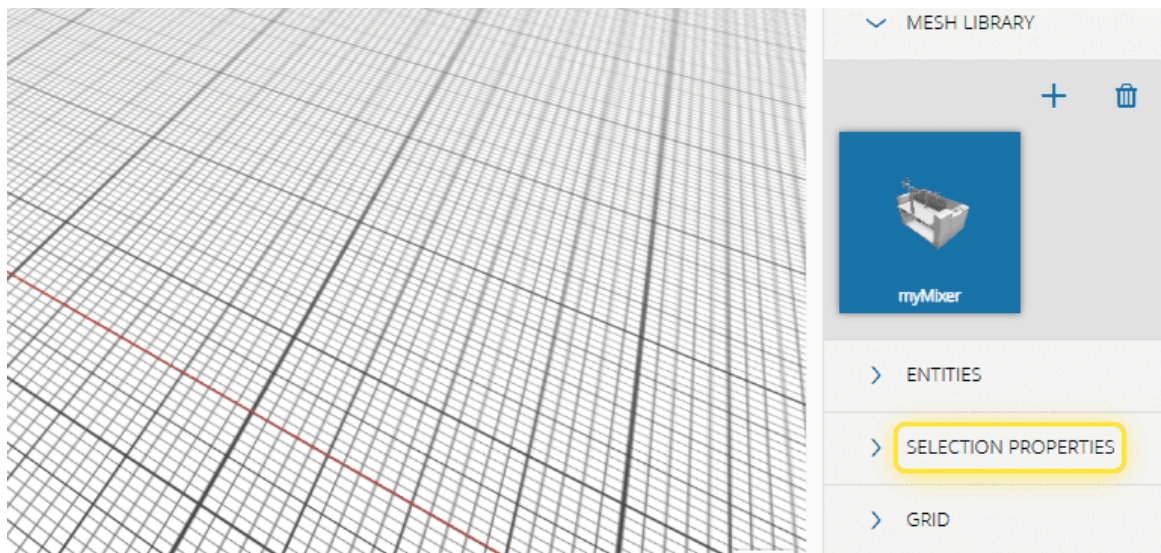 MESH LIBRARY
myMixer
ENTITIES
SELECTION PROPERTIES
GRID